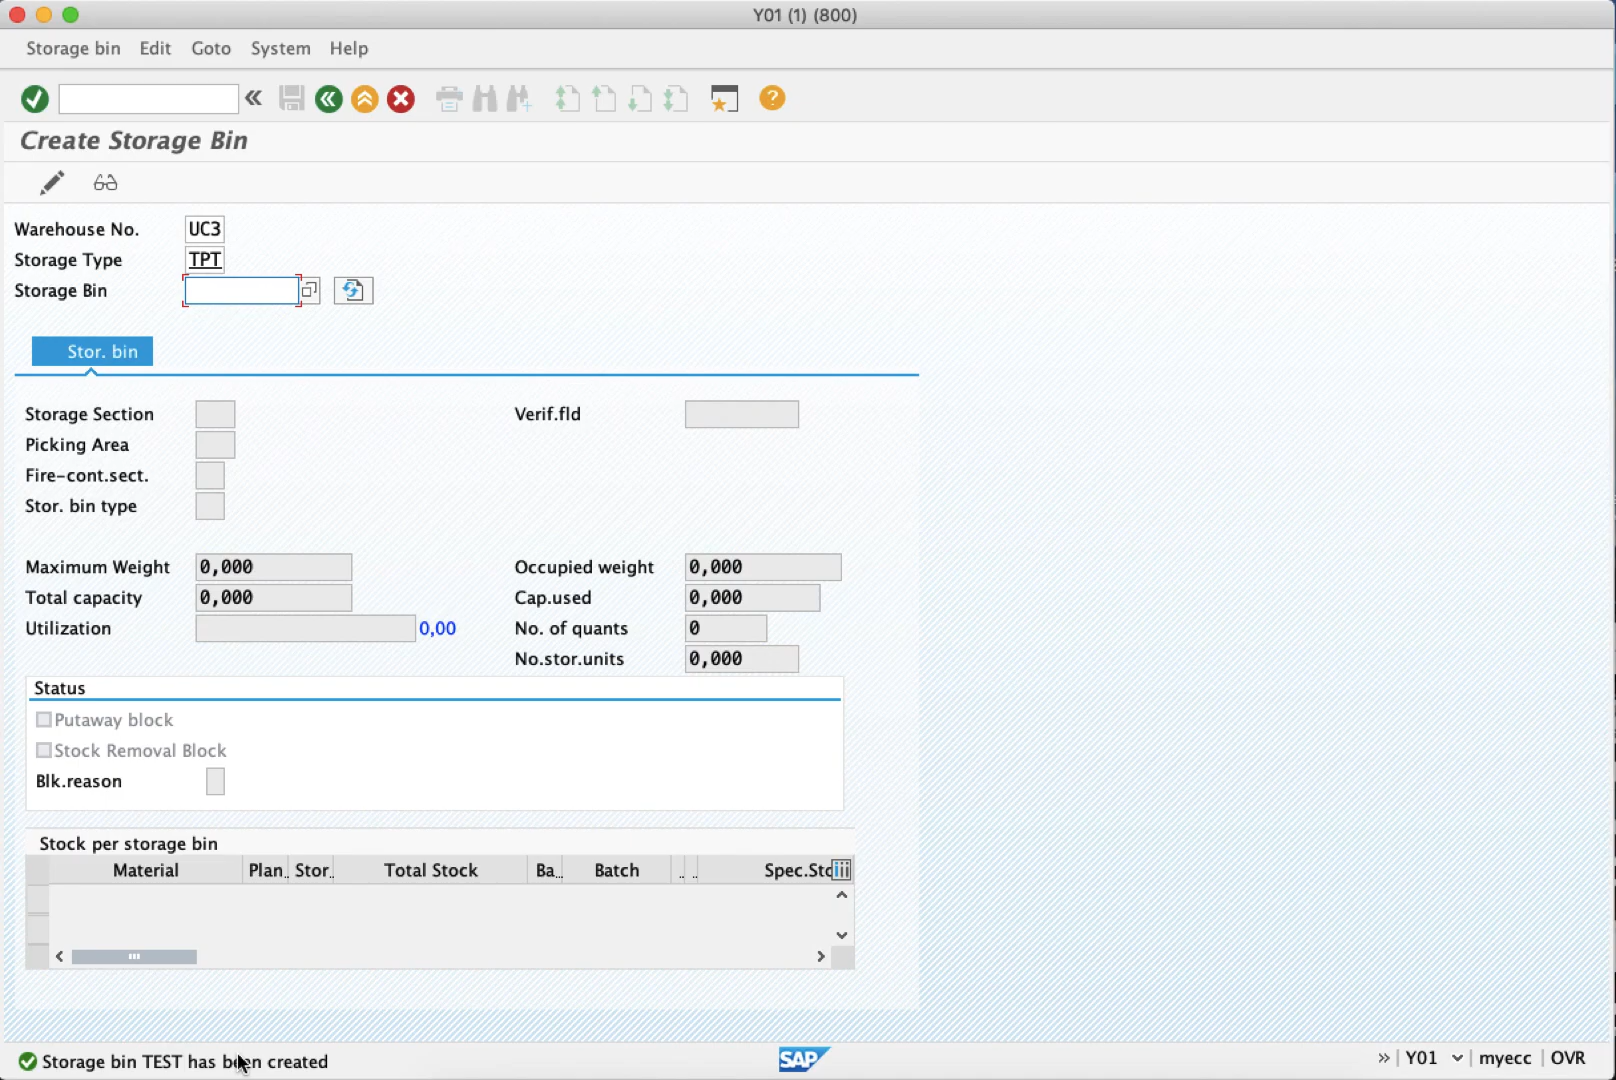 Y01 (1) (800)
Storage bin Edit Goto System Help
Create Storage Bin
Warehouse No. UC3
Storage Type TPT
Storage Bin
Stor. bin
Storage Section Verif.fld
Picking Area
Fire-cont.sect.
Stor. bin type
Maximum Weight 0,000 Occupied weight 0,000
Total capacity 0,000 Cap.used 0,000
Utilization 0,00 No. of quants 0
No.stor.units 0,000
Status
Putaway block
Stock Removal Block
Blk.reason
Stock per storage bin
Material Plan.. Stor.. Total Stock Ba... Batch .. .. Spec.Sto
Storage bin TEST has been created SAP Y01 myecc OVR